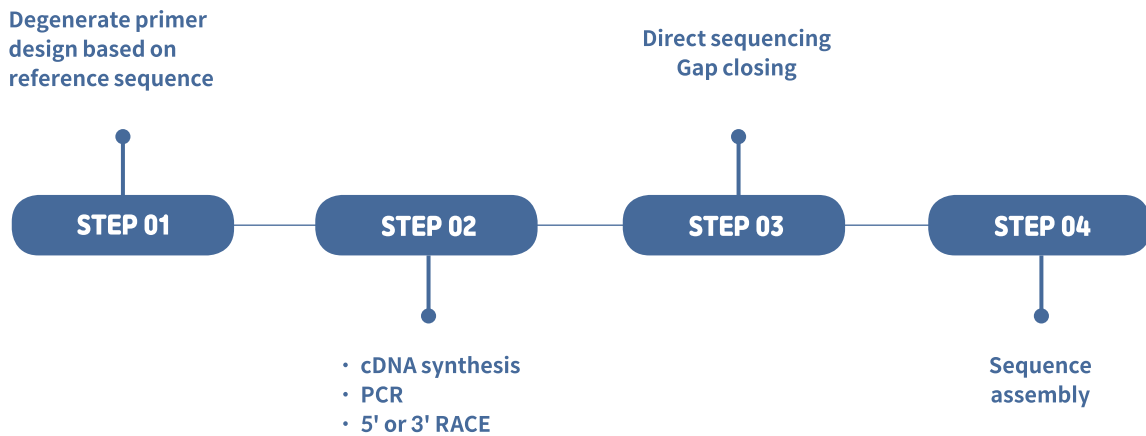 Degenerate primer
design based on
reference sequence
Direct sequencing
Gap closing
STEP 01
STEP 02
STEP 03
STEP 04
・ cDNA synthesis
・ PCR
・ 5' or 3' RACE
Sequence
assembly